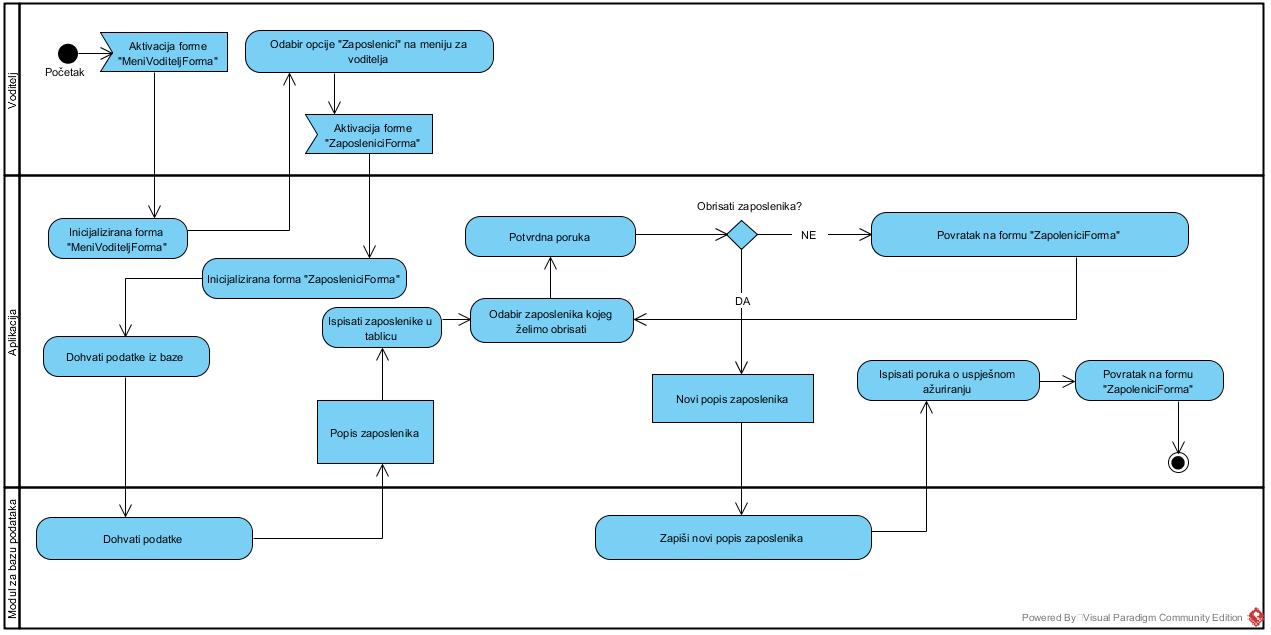 Voditelj
Početak
Aktivacija forme
"MeniVoditeljForma"
Odabir opcije "Zaposlenici" na meniju za
voditelja
Aktivacija forme
"ZaposleniciForma"
Aplikacija
Inicijalizirana forma
"MeniVoditeljForma"
Inicijalizirana forma "ZaposleniciForma"
Dohvati podatke iz baze
Ispisati zaposlenike u
tablicu
Popis zaposlenika
Potvrdna poruka
Odabir zaposlenika kojeg
želimo obrisati
Obrisati zaposlenika?
NE
DA
Povratak na formu "ZapoleniciForma"
Novi popis zaposlenika
Ispisati poruka o uspješnom
ažuriranju
Povratak na formu
"ZapoleniciForma"
Modul za bazu podataka
Dohvati podatke
Zapiši novi popis zaposlenika
Powered By Visual Paradigm Community Edition